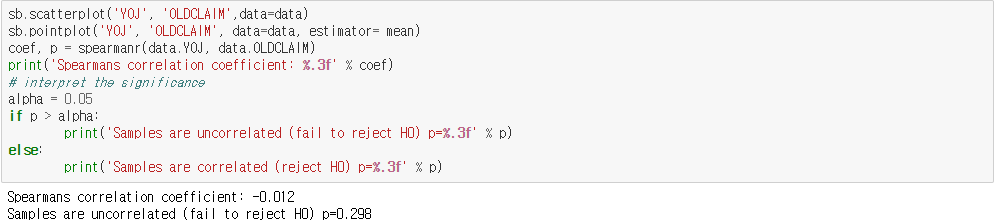 sb.scatterplot('YOJ', 'OLDCLAIM',data=data)
sb.pointplot('YOJ', 'OLDCLAIM', data=data, estimator= mean)
coef, p = spearmanr(data.YOJ, data.OLDCLAIM)
print('Spearmans correlation coefficient: %.3f' % coef)
# interpret the significance
alpha = 0.05
if p > alpha:
        print('Samples are uncorrelated (fail to reject H0) p=%.3f' % p)
else:
        print('Samples are correlated (reject H0) p=%.3f' % p)
Spearmans correlation coefficient: -0.012
Samples are uncorrelated (fail to reject H0) p=0.298